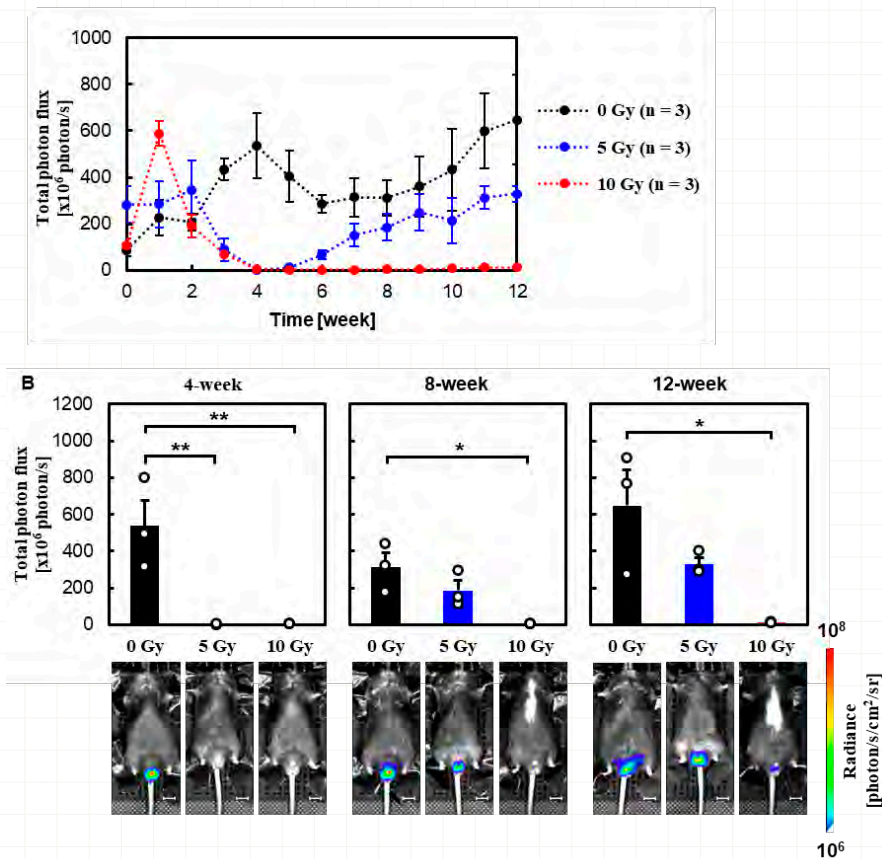 1000
800
600
400
200
0
Total photon flux
[x10⁶ photon/s]
0 2 4 6 8 10 12
Time [week]
0 Gy (n = 3)
5 Gy (n = 3)
10 Gy (n = 3)
B
4-week 8-week 12-week
1200
1000
800
600
400
200
0
Total photon flux
[x10⁶ photon/s]
** ** * *
0 Gy 5 Gy 10 Gy 0 Gy 5 Gy 10 Gy 0 Gy 5 Gy 10 Gy
10⁸
Radiance
[photon/s/cm²/sr]
10⁶